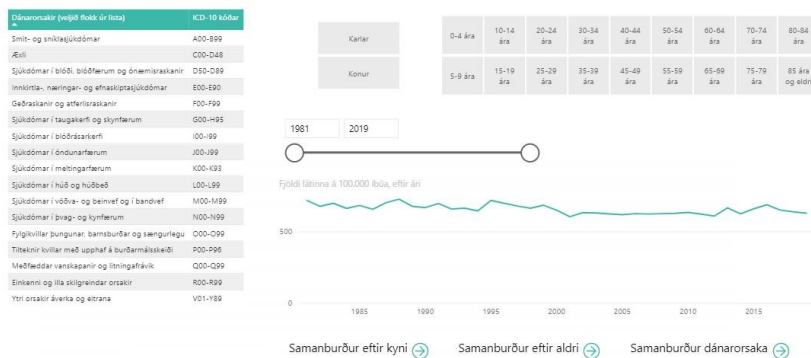 Dánarorsakir (veljið flokk úr lista) ICD-10 kóðar
Smit- og sníklasjúkdómar A00-B99
Æxli C00-D48
Sjúkdómar í blóði, blóðfærum og ónæmisraskanir D50-D89
Innkirtla-, næringar- og efnaskiptasjúkdómar E00-E90
Geðraskanir og atferlisraskanir F00-F99
Sjúkdómar í taugakerfi og skynfærum G00-H95
Sjúkdómar í blóðrásarkerfi I00-I99
Sjúkdómar í öndunarfærum J00-J99
Sjúkdómar í meltingarfærum K00-K93
Sjúkdómar í húð og húðbeð L00-L99
Sjúkdómar í vöðva- og beinvef og í bandvef M00-M99
Sjúkdómar í þvag- og kynfærum N00-N99
Fylgikvillar þungunar, barnsburðar og sængurlegu O00-O99
Tilteknir kvillar með upphaf á burðarmálsskeiði P00-P96
Meðfæddar vanskapanir og litningafrávik Q00-Q99
Einkenni og illa skilgreindar orsakir R00-R99
Ytri orsakir áverka og eitrana V01-Y89
Karlar
Konur
0-4 ára 10-14 ára 20-24 ára 30-34 ára 40-44 ára 50-54 ára 60-64 ára 70-74 ára 80-84 ára
5-9 ára 15-19 ára 25-29 ára 35-39 ára 45-49 ára 55-59 ára 65-69 ára 75-79 ára 85 ára og eldri
1981 2019
Fjöldi látinna á 100.000 íbúa, eftir ári
500
0
1985 1990 1995 2000 2005 2010 2015
Samanburður eftir kyni Samanburður eftir aldri Samanburður dánarorsaka